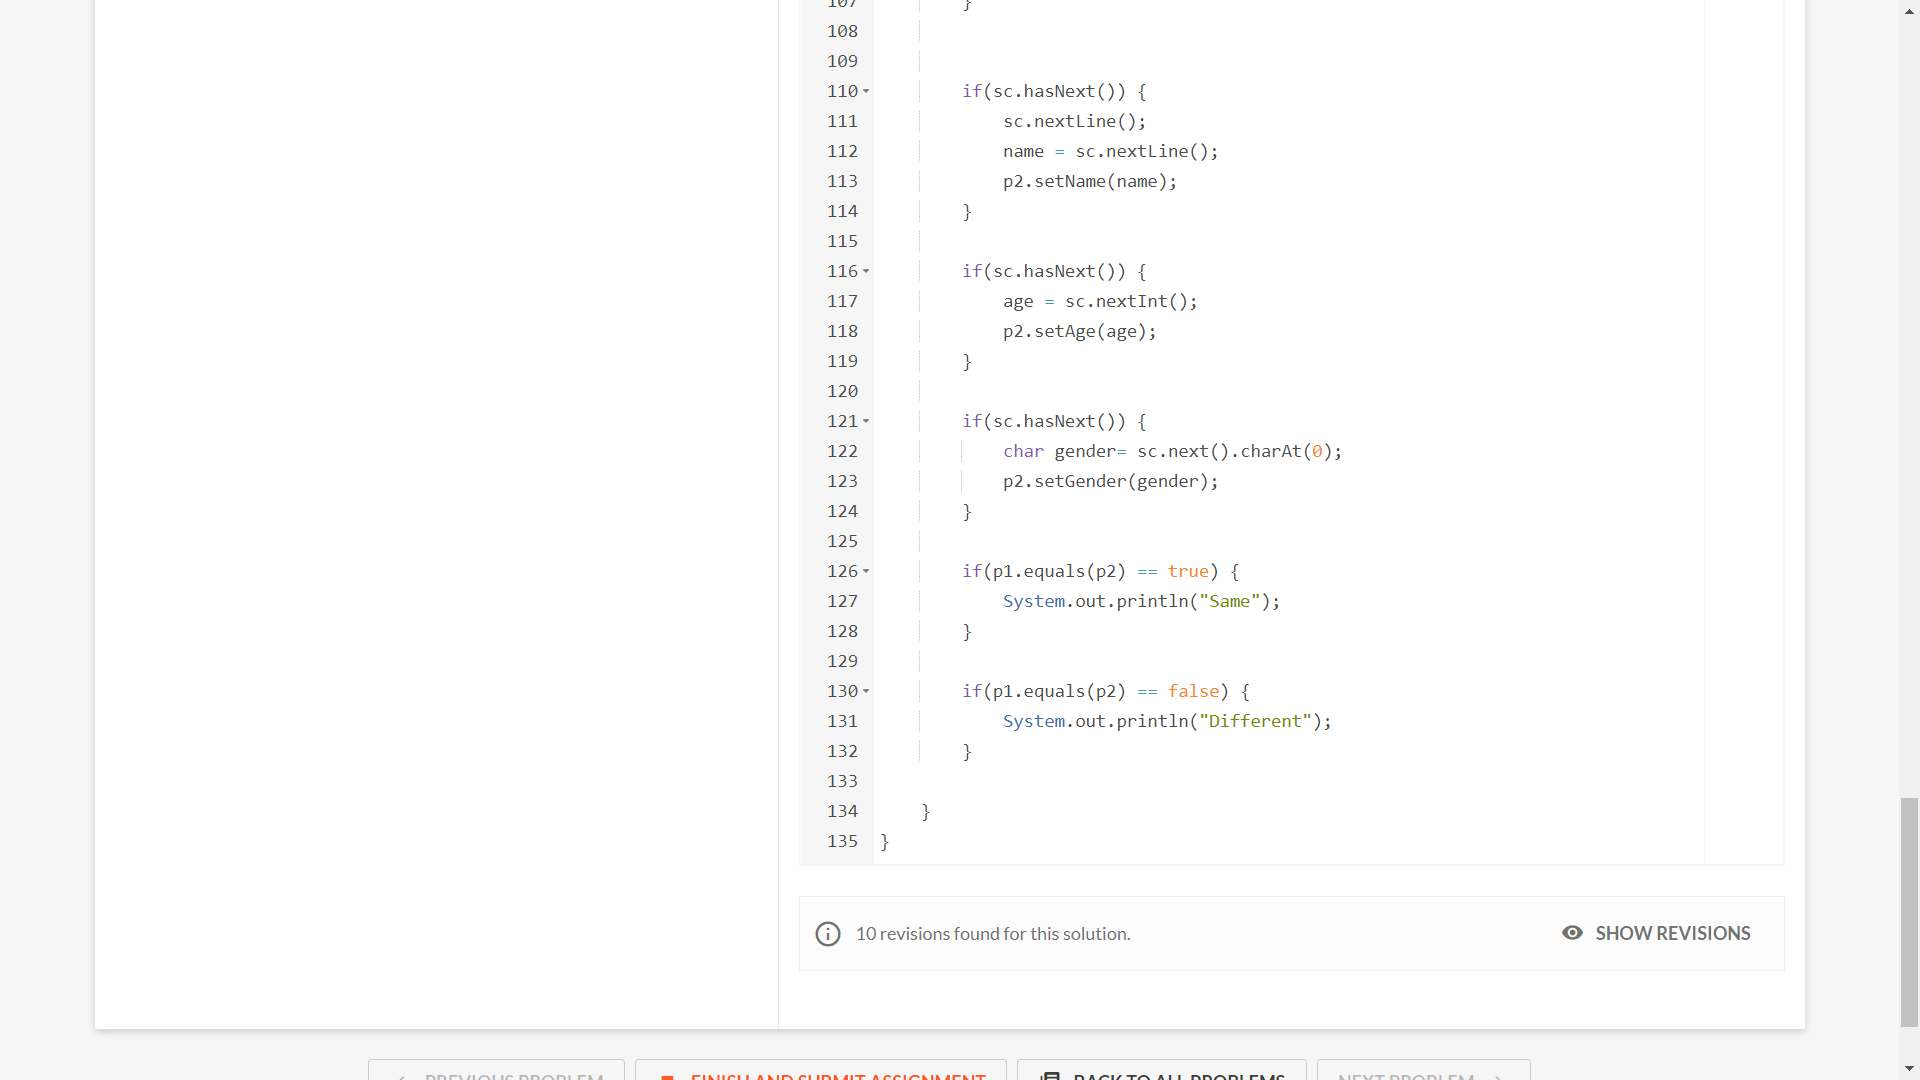 107 }
108
109
110 if(sc.hasNext()) {
111 sc.nextLine();
112 name = sc.nextLine();
113 p2.setName(name);
114 }
115
116 if(sc.hasNext()) {
117 age = sc.nextInt();
118 p2.setAge(age);
119 }
120
121 if(sc.hasNext()) {
122 char gender= sc.next().charAt(0);
123 p2.setGender(gender);
124 }
125
126 if(p1.equals(p2) == true) {
127 System.out.println("Same");
128 }
129
130 if(p1.equals(p2) == false) {
131 System.out.println("Different");
132 }
133
134 }
135 }
10 revisions found for this solution.
SHOW REVISIONS
PREVIOUS PROBLEM
FINISH AND SUBMIT ASSIGNMENT
BACK TO ALL PROBLEMS
NEXT PROBLEM